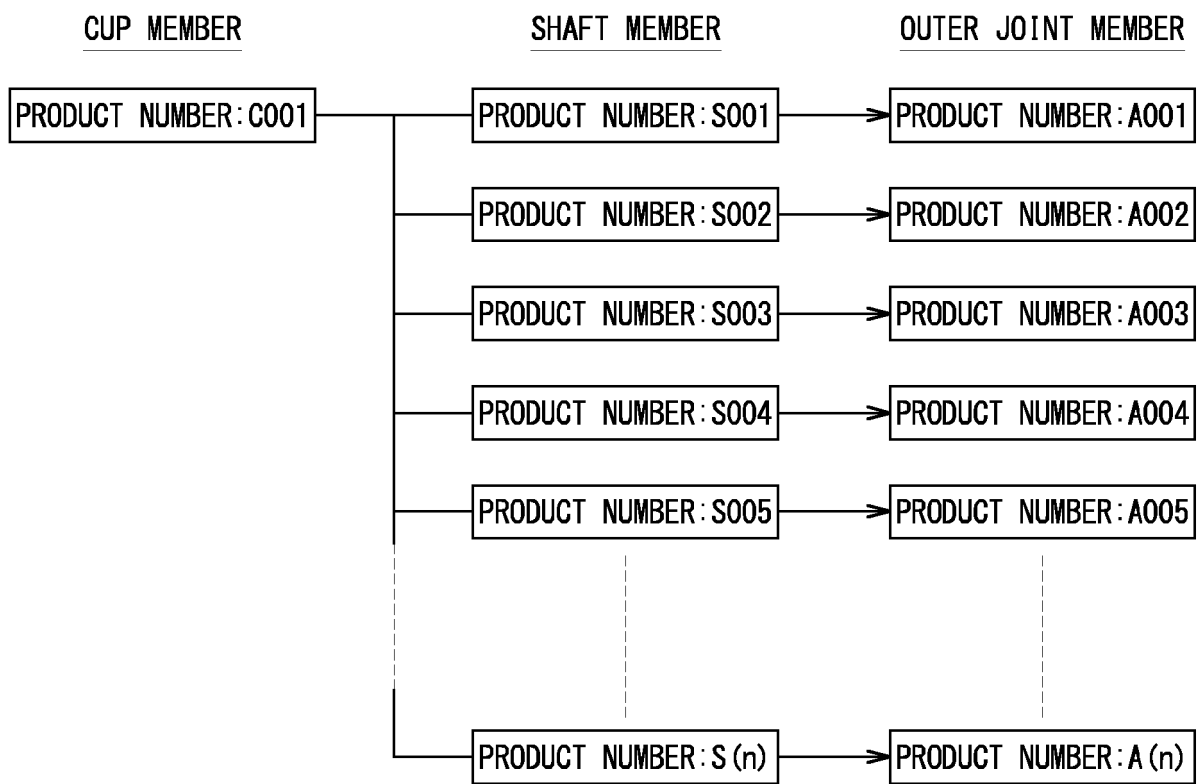 CUP MEMBER
SHAFT MEMBER
OUTER JOINT MEMBER
PRODUCT NUMBER:C001
PRODUCT NUMBER:S001
PRODUCT NUMBER:A001
PRODUCT NUMBER:S002
PRODUCT NUMBER:A002
PRODUCT NUMBER:S003
PRODUCT NUMBER:A003
PRODUCT NUMBER:S004
PRODUCT NUMBER:A004
PRODUCT NUMBER:S005
PRODUCT NUMBER:A005
PRODUCT NUMBER:S(n)
PRODUCT NUMBER:A(n)